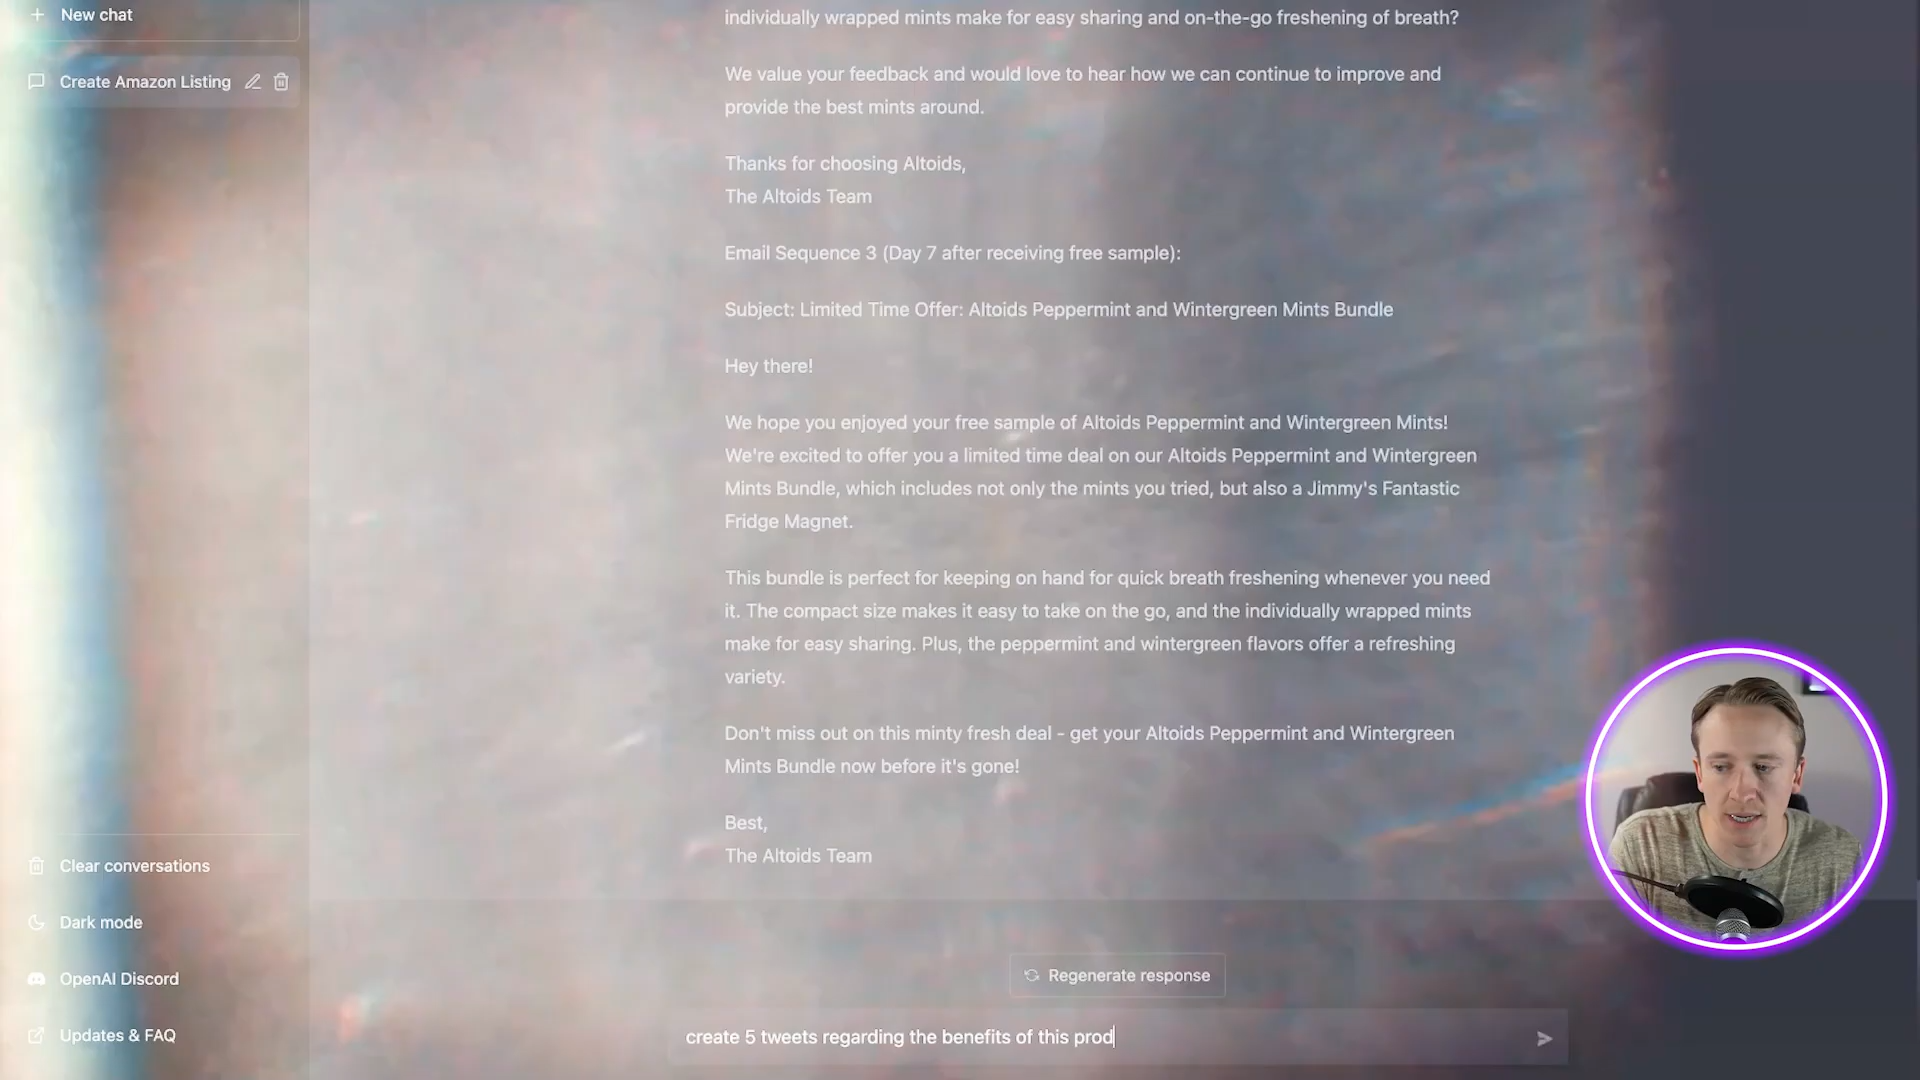 New chat
Create Amazon Listing
individually wrapped mints make for easy sharing and on-the-go freshening of breath?
We value your feedback and would love to hear how we can continue to improve and
provide the best mints around.
Thanks for choosing Altoids,
The Altoids Team
Email Sequence 3 (Day 7 after receiving free sample):
Subject: Limited Time Offer: Altoids Peppermint and Wintergreen Mints Bundle
Hey there!
We hope you enjoyed your free sample of Altoids Peppermint and Wintergreen Mints!
We're excited to offer you a limited time deal on our Altoids Peppermint and Wintergreen
Mints Bundle, which includes not only the mints you tried, but also a Jimmy's Fantastic
Fridge Magnet.
This bundle is perfect for keeping on hand for quick breath freshening whenever you need
it. The compact size makes it easy to take on the go, and the individually wrapped mints
make for easy sharing. Plus, the peppermint and wintergreen flavors offer a refreshing
variety.
Don't miss out on this minty fresh deal - get your Altoids Peppermint and Wintergreen
Mints Bundle now before it's gone!
Best,
The Altoids Team
Clear conversations
Dark mode
OpenAI Discord
Updates & FAQ
Regenerate response
create 5 tweets regarding the benefits of this prod